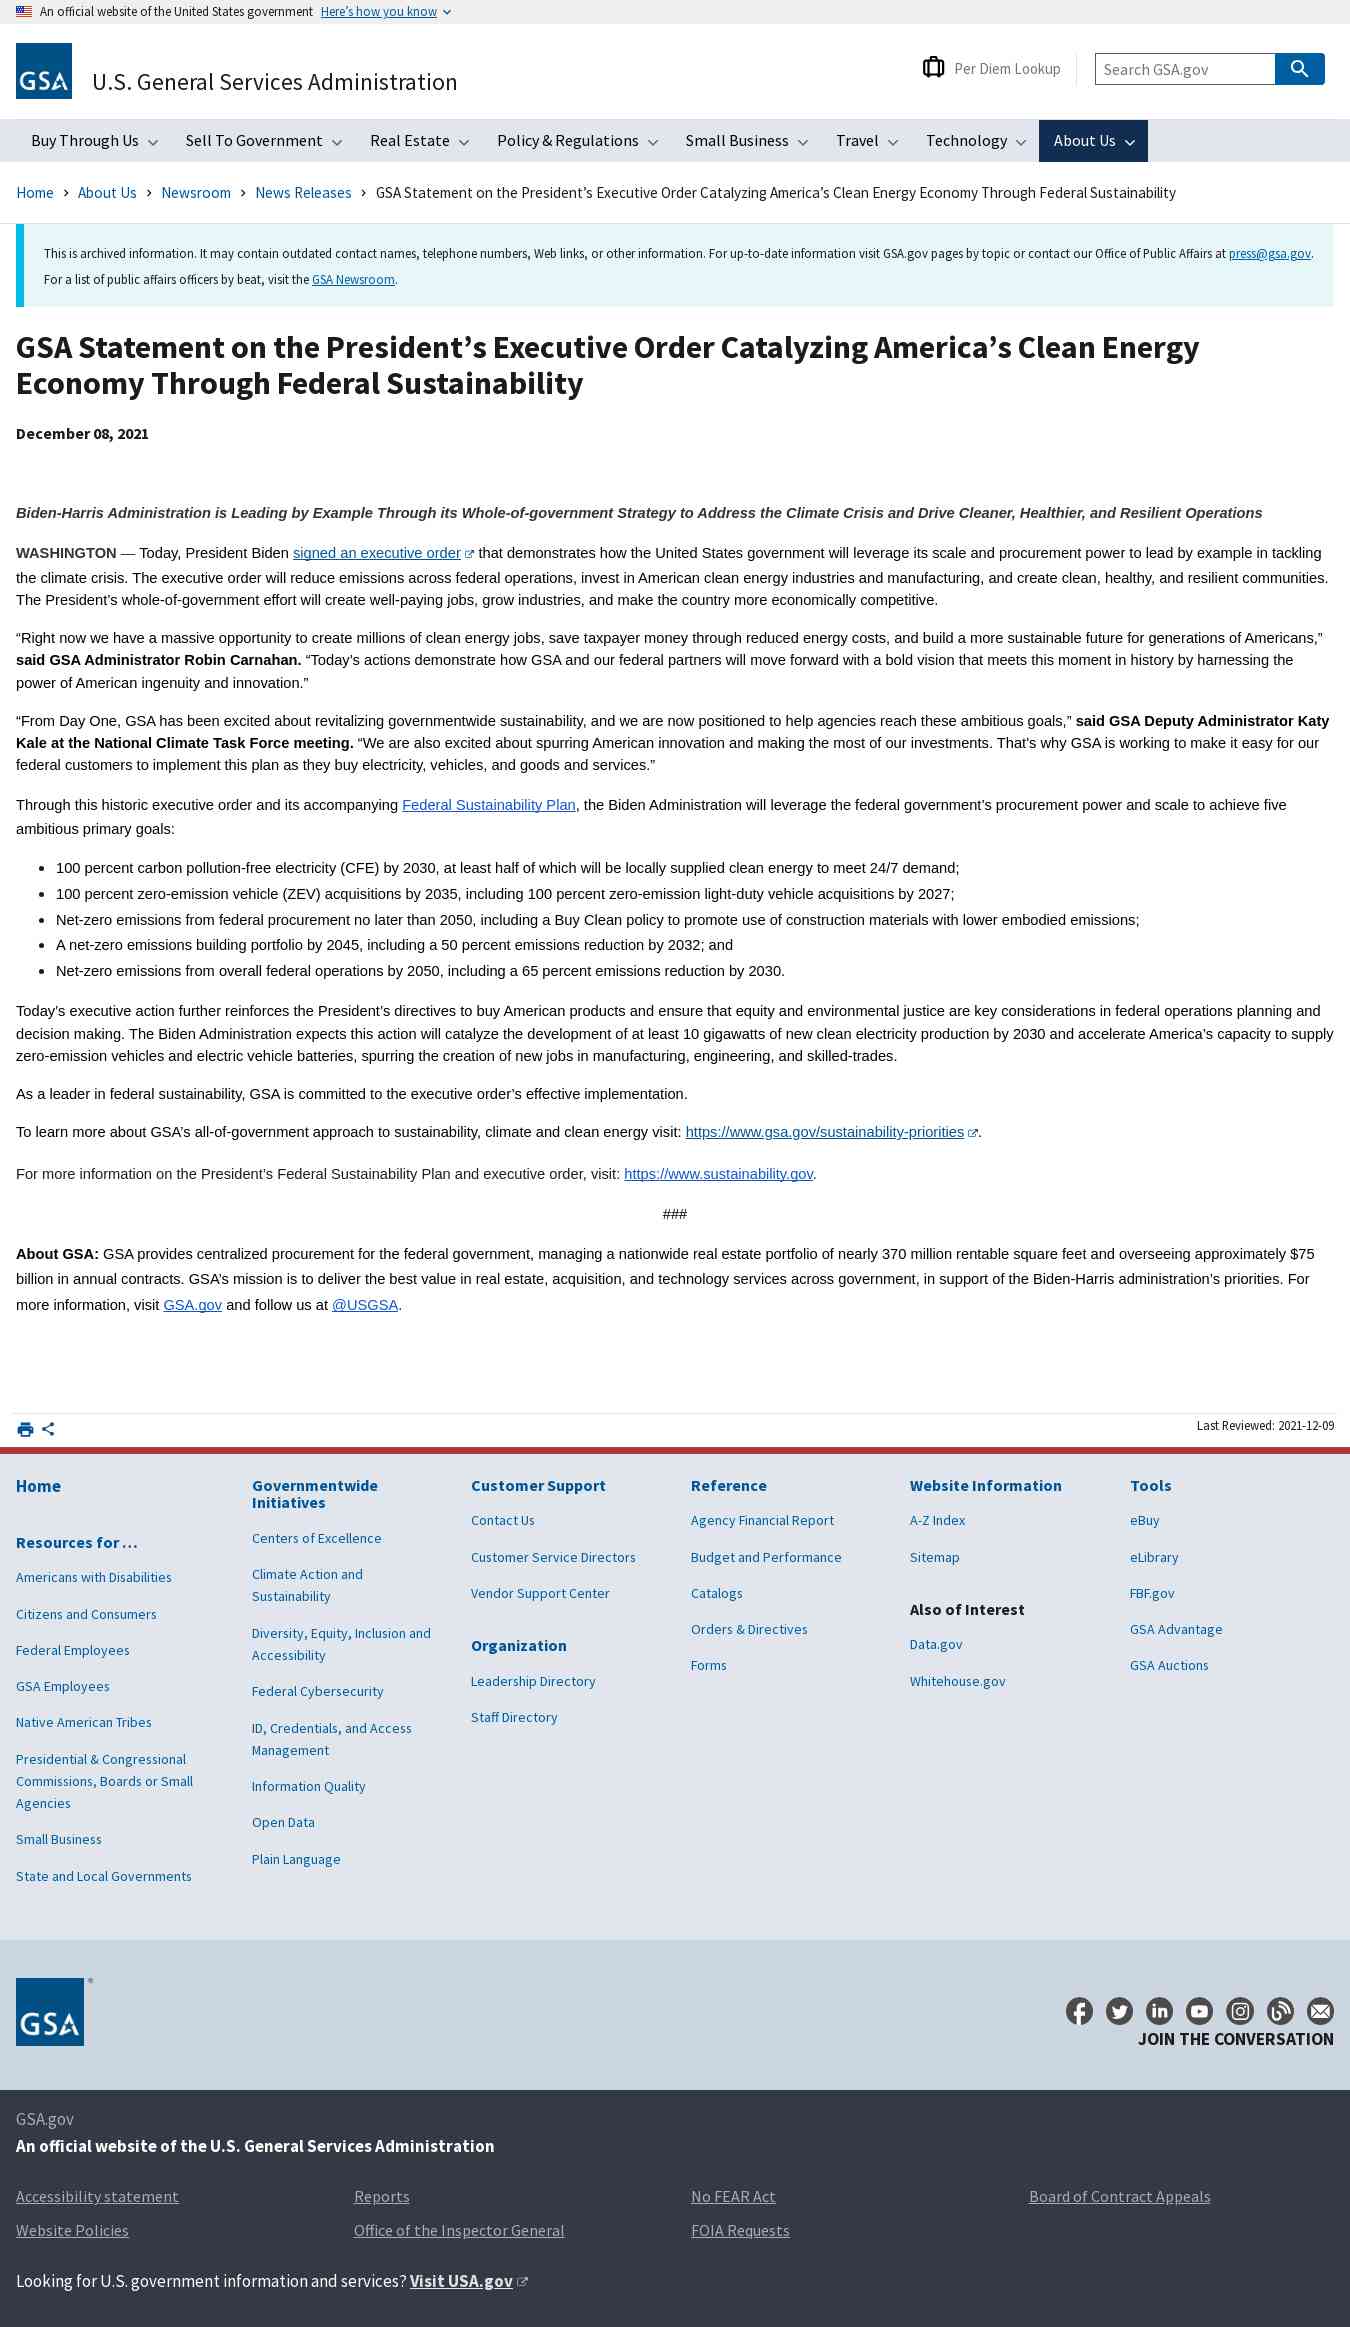 An official website of the United States government Here’s how you know
GSA
U.S. General Services Administration
Per Diem Lookup
Search GSA.gov
Buy Through Us Sell To Government Real Estate Policy & Regulations Small Business Travel Technology About Us
Home > About Us > Newsroom > News Releases > GSA Statement on the President’s Executive Order Catalyzing America’s Clean Energy Economy Through Federal Sustainability
This is archived information. It may contain outdated contact names, telephone numbers, Web links, or other information. For up-to-date information visit GSA.gov pages by topic or contact our Office of Public Affairs at press@gsa.gov.
For a list of public affairs officers by beat, visit the GSA Newsroom.
GSA Statement on the President’s Executive Order Catalyzing America’s Clean Energy
Economy Through Federal Sustainability
December 08, 2021
Biden-Harris Administration is Leading by Example Through its Whole-of-government Strategy to Address the Climate Crisis and Drive Cleaner, Healthier, and Resilient Operations
WASHINGTON — Today, President Biden signed an executive order that demonstrates how the United States government will leverage its scale and procurement power to lead by example in tackling
the climate crisis. The executive order will reduce emissions across federal operations, invest in American clean energy industries and manufacturing, and create clean, healthy, and resilient communities.
The President’s whole-of-government effort will create well-paying jobs, grow industries, and make the country more economically competitive.
“Right now we have a massive opportunity to create millions of clean energy jobs, save taxpayer money through reduced energy costs, and build a more sustainable future for generations of Americans,”
said GSA Administrator Robin Carnahan. “Today’s actions demonstrate how GSA and our federal partners will move forward with a bold vision that meets this moment in history by harnessing the
power of American ingenuity and innovation.”
“From Day One, GSA has been excited about revitalizing governmentwide sustainability, and we are now positioned to help agencies reach these ambitious goals,” said GSA Deputy Administrator Katy
Kale at the National Climate Task Force meeting. “We are also excited about spurring American innovation and making the most of our investments. That’s why GSA is working to make it easy for our
federal customers to implement this plan as they buy electricity, vehicles, and goods and services.”
Through this historic executive order and its accompanying Federal Sustainability Plan, the Biden Administration will leverage the federal government’s procurement power and scale to achieve five
ambitious primary goals:
• 100 percent carbon pollution-free electricity (CFE) by 2030, at least half of which will be locally supplied clean energy to meet 24/7 demand;
• 100 percent zero-emission vehicle (ZEV) acquisitions by 2035, including 100 percent zero-emission light-duty vehicle acquisitions by 2027;
• Net-zero emissions from federal procurement no later than 2050, including a Buy Clean policy to promote use of construction materials with lower embodied emissions;
• A net-zero emissions building portfolio by 2045, including a 50 percent emissions reduction by 2032; and
• Net-zero emissions from overall federal operations by 2050, including a 65 percent emissions reduction by 2030.
Today’s executive action further reinforces the President’s directives to buy American products and ensure that equity and environmental justice are key considerations in federal operations planning and
decision making. The Biden Administration expects this action will catalyze the development of at least 10 gigawatts of new clean electricity production by 2030 and accelerate America’s capacity to supply
zero-emission vehicles and electric vehicle batteries, spurring the creation of new jobs in manufacturing, engineering, and skilled-trades.
As a leader in federal sustainability, GSA is committed to the executive order’s effective implementation.
To learn more about GSA’s all-of-government approach to sustainability, climate and clean energy visit: https://www.gsa.gov/sustainability-priorities.
For more information on the President’s Federal Sustainability Plan and executive order, visit: https://www.sustainability.gov.
###
About GSA: GSA provides centralized procurement for the federal government, managing a nationwide real estate portfolio of nearly 370 million rentable square feet and overseeing approximately $75
billion in annual contracts. GSA’s mission is to deliver the best value in real estate, acquisition, and technology services across government, in support of the Biden-Harris administration’s priorities. For
more information, visit GSA.gov and follow us at @USGSA.
Last Reviewed: 2021-12-09
Home
Resources for …
Americans with Disabilities
Citizens and Consumers
Federal Employees
GSA Employees
Native American Tribes
Presidential & Congressional
Commissions, Boards or Small
Agencies
Small Business
State and Local Governments
Governmentwide
Initiatives
Centers of Excellence
Climate Action and
Sustainability
Diversity, Equity, Inclusion and
Accessibility
Federal Cybersecurity
ID, Credentials, and Access
Management
Information Quality
Open Data
Plain Language
Customer Support
Contact Us
Customer Service Directors
Vendor Support Center
Organization
Leadership Directory
Staff Directory
Reference
Agency Financial Report
Budget and Performance
Catalogs
Orders & Directives
Forms
Website Information
A-Z Index
Sitemap
Also of Interest
Data.gov
Whitehouse.gov
Tools
eBuy
eLibrary
FBF.gov
GSA Advantage
GSA Auctions
GSA
JOIN THE CONVERSATION
GSA.gov
An official website of the U.S. General Services Administration
Accessibility statement Reports No FEAR Act Board of Contract Appeals
Website Policies Office of the Inspector General FOIA Requests
Looking for U.S. government information and services? Visit USA.gov